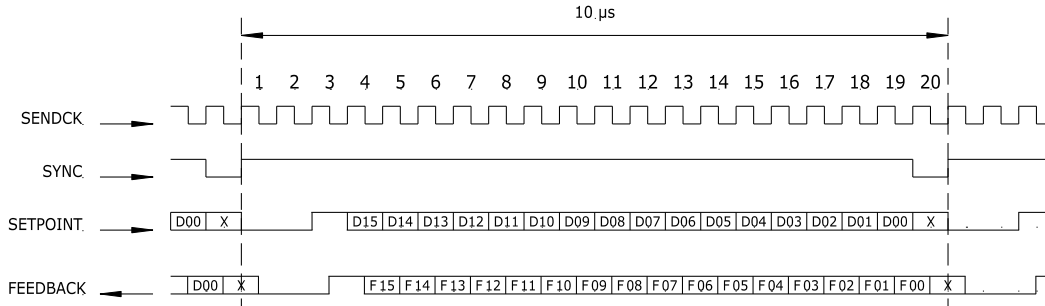 10 µs
1 2 3 4 5 6 7 8 9 10 11 12 13 14 15 16 17 18 19 20
SENDCK
SYNC
SETPOINT D00 X D15 D14 D13 D12 D11 D10 D09 D08 D07 D06 D05 D04 D03 D02 D01 D00 X
FEEDBACK D00 X F15 F14 F13 F12 F11 F10 F09 F08 F07 F06 F05 F04 F03 F02 F01 F00 X